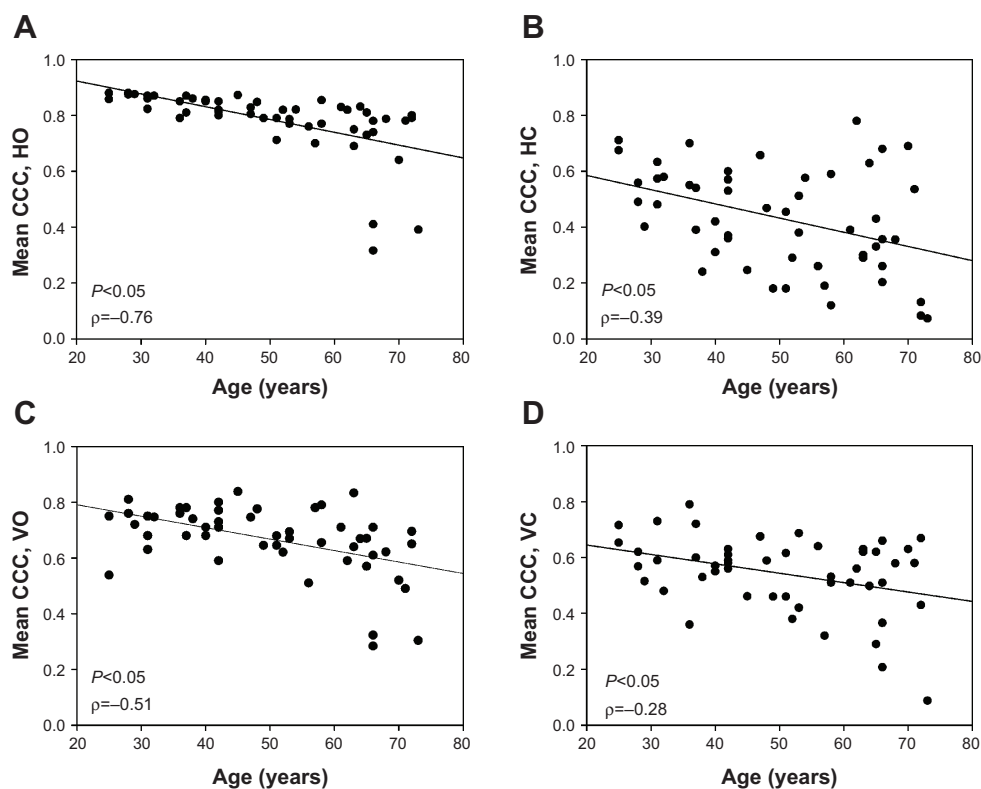 A
1.0
0.8
0.6
0.4
0.2
0.0
Mean CCC, HO
P<0.05
ρ=–0.76
20 30 40 50 60 70 80
Age (years)
B
1.0
0.8
0.6
0.4
0.2
0.0
Mean CCC, HC
P<0.05
ρ=–0.39
20 30 40 50 60 70 80
Age (years)
C
1.0
0.8
0.6
0.4
0.2
0.0
Mean CCC, VO
P<0.05
ρ=–0.51
20 30 40 50 60 70 80
Age (years)
D
1.0
0.8
0.6
0.4
0.2
0.0
Mean CCC, VC
P<0.05
ρ=–0.28
20 30 40 50 60 70 80
Age (years)